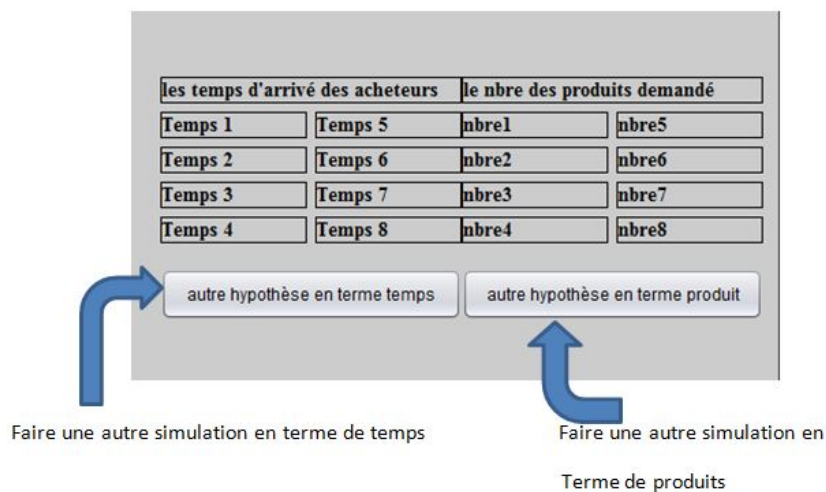 les temps d'arrivé des acheteurs le nbre des produits demandé
Temps 1 Temps 5 nbre1 nbre5
Temps 2 Temps 6 nbre2 nbre6
Temps 3 Temps 7 nbre3 nbre7
Temps 4 Temps 8 nbre4 nbre8
autre hypothèse en terme temps autre hypothèse en terme produit
Faire une autre simulation en terme de temps Faire une autre simulation en
Terme de produits